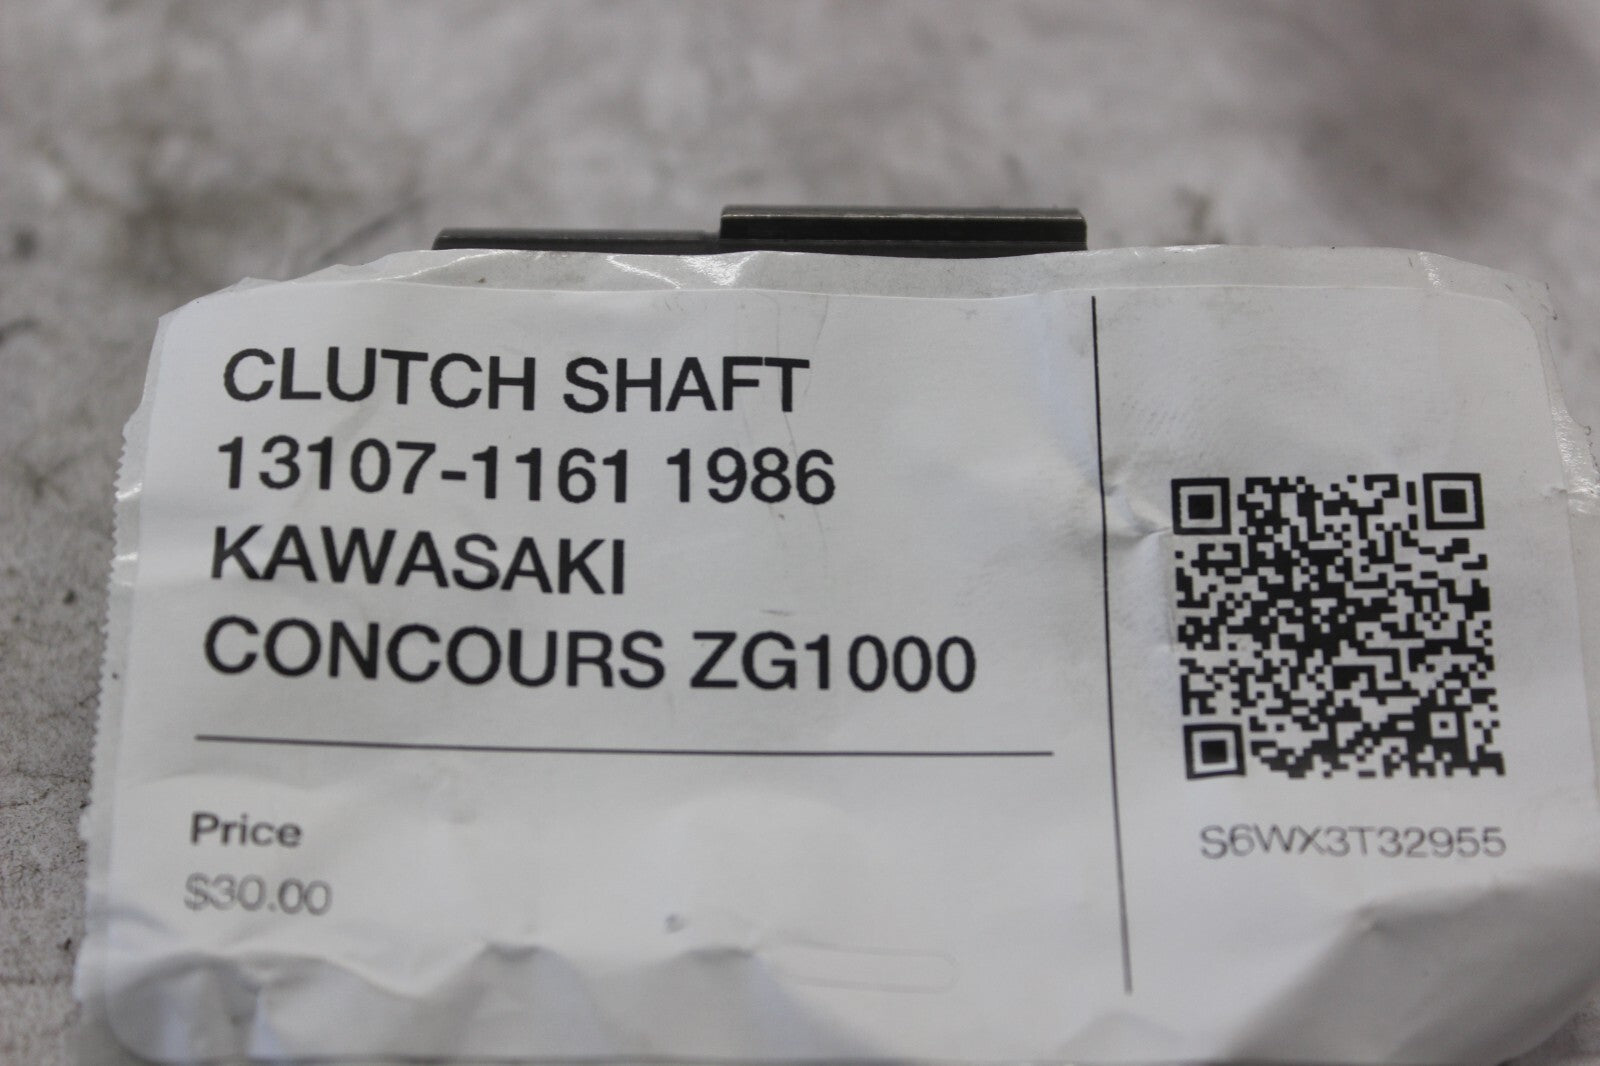 CLUTCH SHAFT
13107-1161 1986
KAWASAKI
CONCOURS ZG1000
Price
$30.00
S6WX3T32955